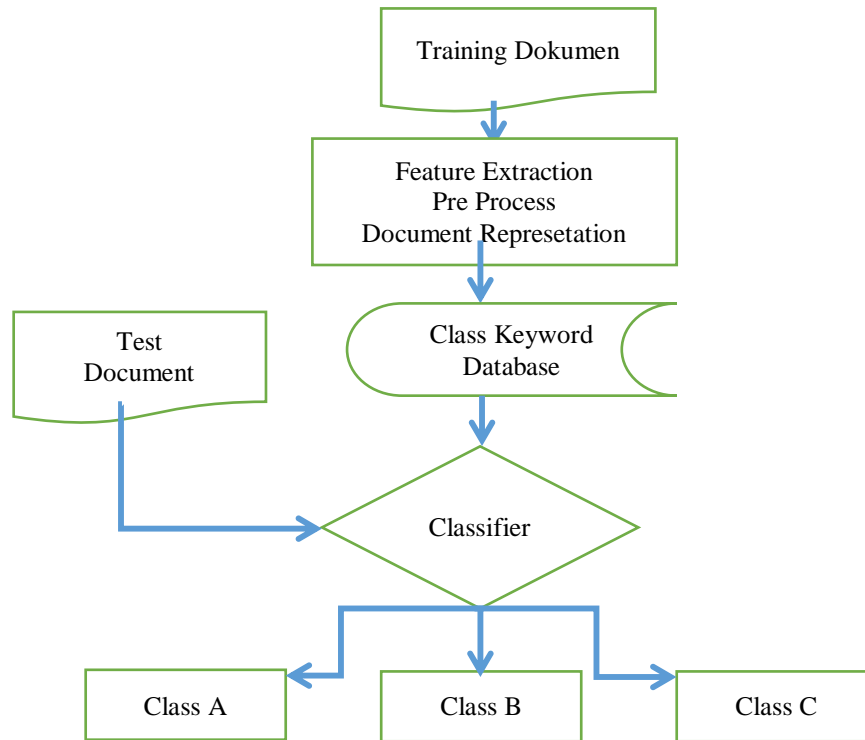 Training Dokumen
Feature Extraction
Pre Process
Document Represetation
Class Keyword
Database
Test
Document
Classifier
Class A
Class B
Class C